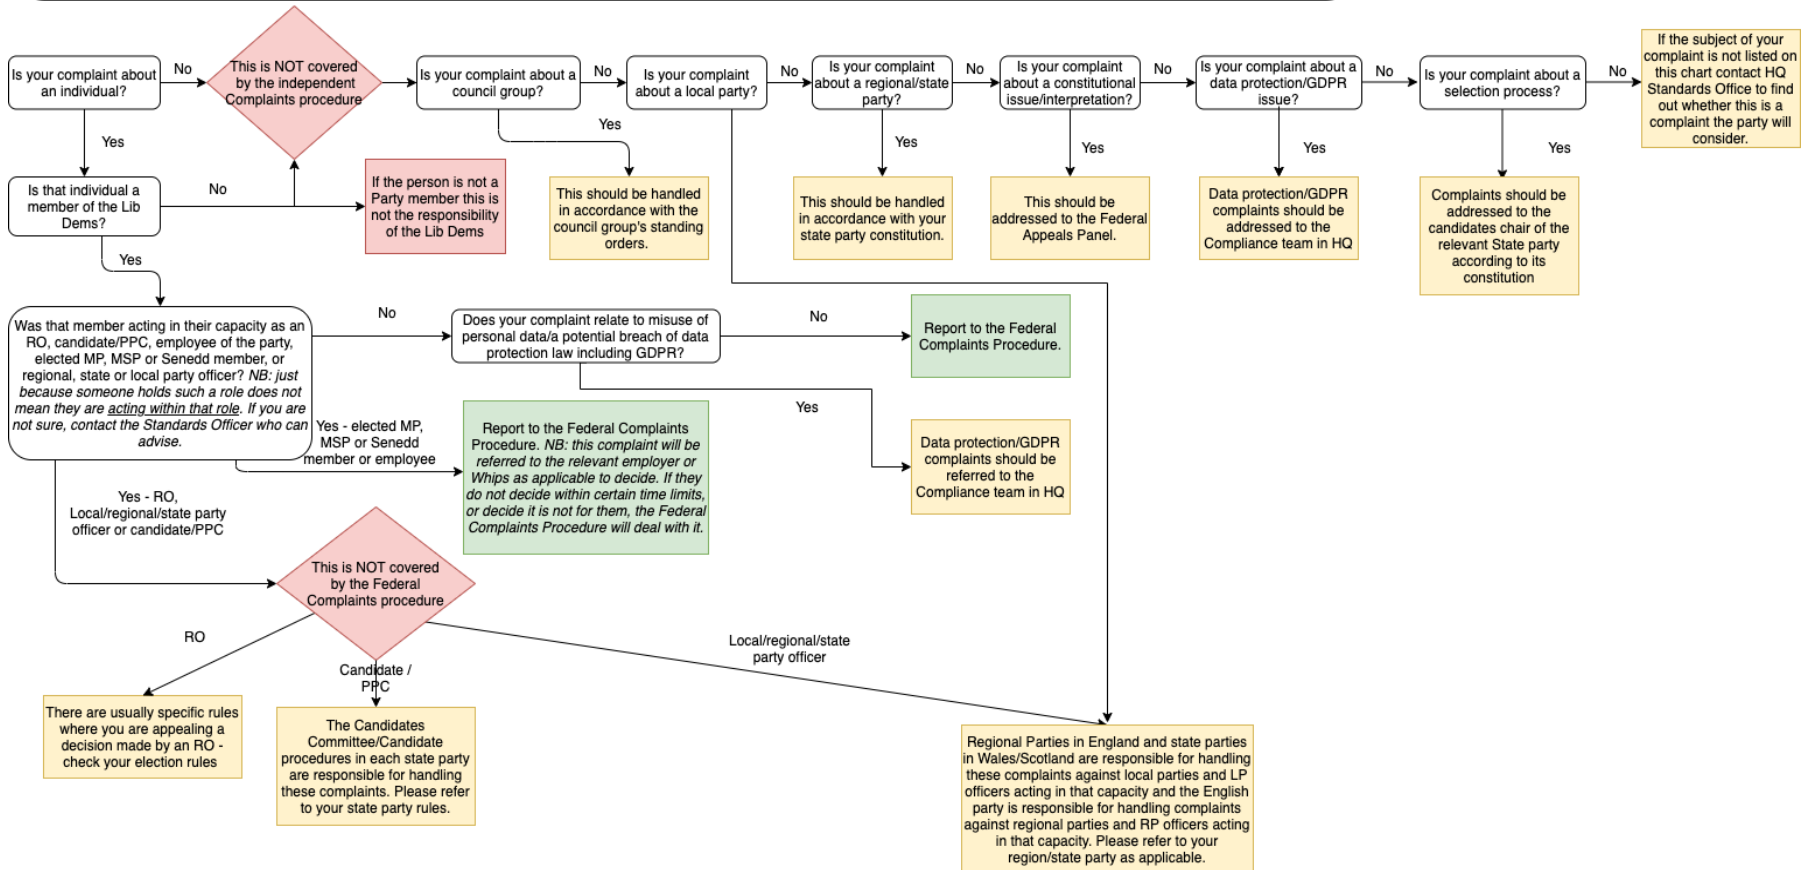 Is your complaint about
an individual?
No
This is NOT covered
by the independent
Complaints procedure
Is your complaint about a
council group?
No
Is your complaint
about a local party?
No
Is your complaint
about a regional/state
party?
No
Is your complaint
about a constitutional
issue/interpretation?
No
Is your complaint about a
data protection/GDPR
issue?
No
Is your complaint about a
selection process?
No
If the subject of your
complaint is not listed on
this chart contact HQ
Standards Office to find
out whether this is a
complaint the party will
consider.
Yes
Yes
Yes
Yes
Yes
Yes
Is that individual a
member of the Lib
Dems?
No
If the person is not a
Party member this is
not the responsibility
of the Lib Dems
This should be handled
in accordance with the
council group's standing
orders.
This should be handled
in accordance with your
state party constitution.
This should be
addressed to the Federal
Appeals Panel.
Data protection/GDPR
complaints should be
addressed to the
Compliance team in HQ
Complaints should be
addressed to the
candidates chair of the
relevant State party
according to its
constitution
Yes
Was that member acting in their capacity as an
RO, candidate/PPC, employee of the party,
elected MP, MSP or Senedd member, or
regional, state or local party officer? NB: just
because someone holds such a role does not
mean they are acting within that role. If you are
not sure, contact the Standards Officer who can
advise.
No
Does your complaint relate to misuse of
personal data/a potential breach of data
protection law including GDPR?
No
Report to the Federal
Complaints Procedure.
Yes
Data protection/GDPR
complaints should be
referred to the
Compliance team in HQ
Yes - elected MP,
MSP or Senedd
member or employee
Report to the Federal Complaints
Procedure. NB: this complaint will be
referred to the relevant employer or
Whips as applicable to decide. If they
do not decide within certain time limits,
or decide it is not for them, the Federal
Complaints Procedure will deal with it.
Yes - RO,
Local/regional/state party
officer or candidate/PPC
This is NOT covered
by the Federal
Complaints procedure
RO
Candidate /
PPC
Local/regional/state
party officer
There are usually specific rules
where you are appealing a
decision made by an RO -
check your election rules
The Candidates
Committee/Candidate
procedures in each state party
are responsible for handling
these complaints. Please refer
to your state party rules.
Regional Parties in England and state parties
in Wales/Scotland are responsible for handling
these complaints against local parties and LP
officers acting in that capacity and the English
party is responsible for handling complaints
against regional parties and RP officers acting
in that capacity. Please refer to your
region/state party as applicable.